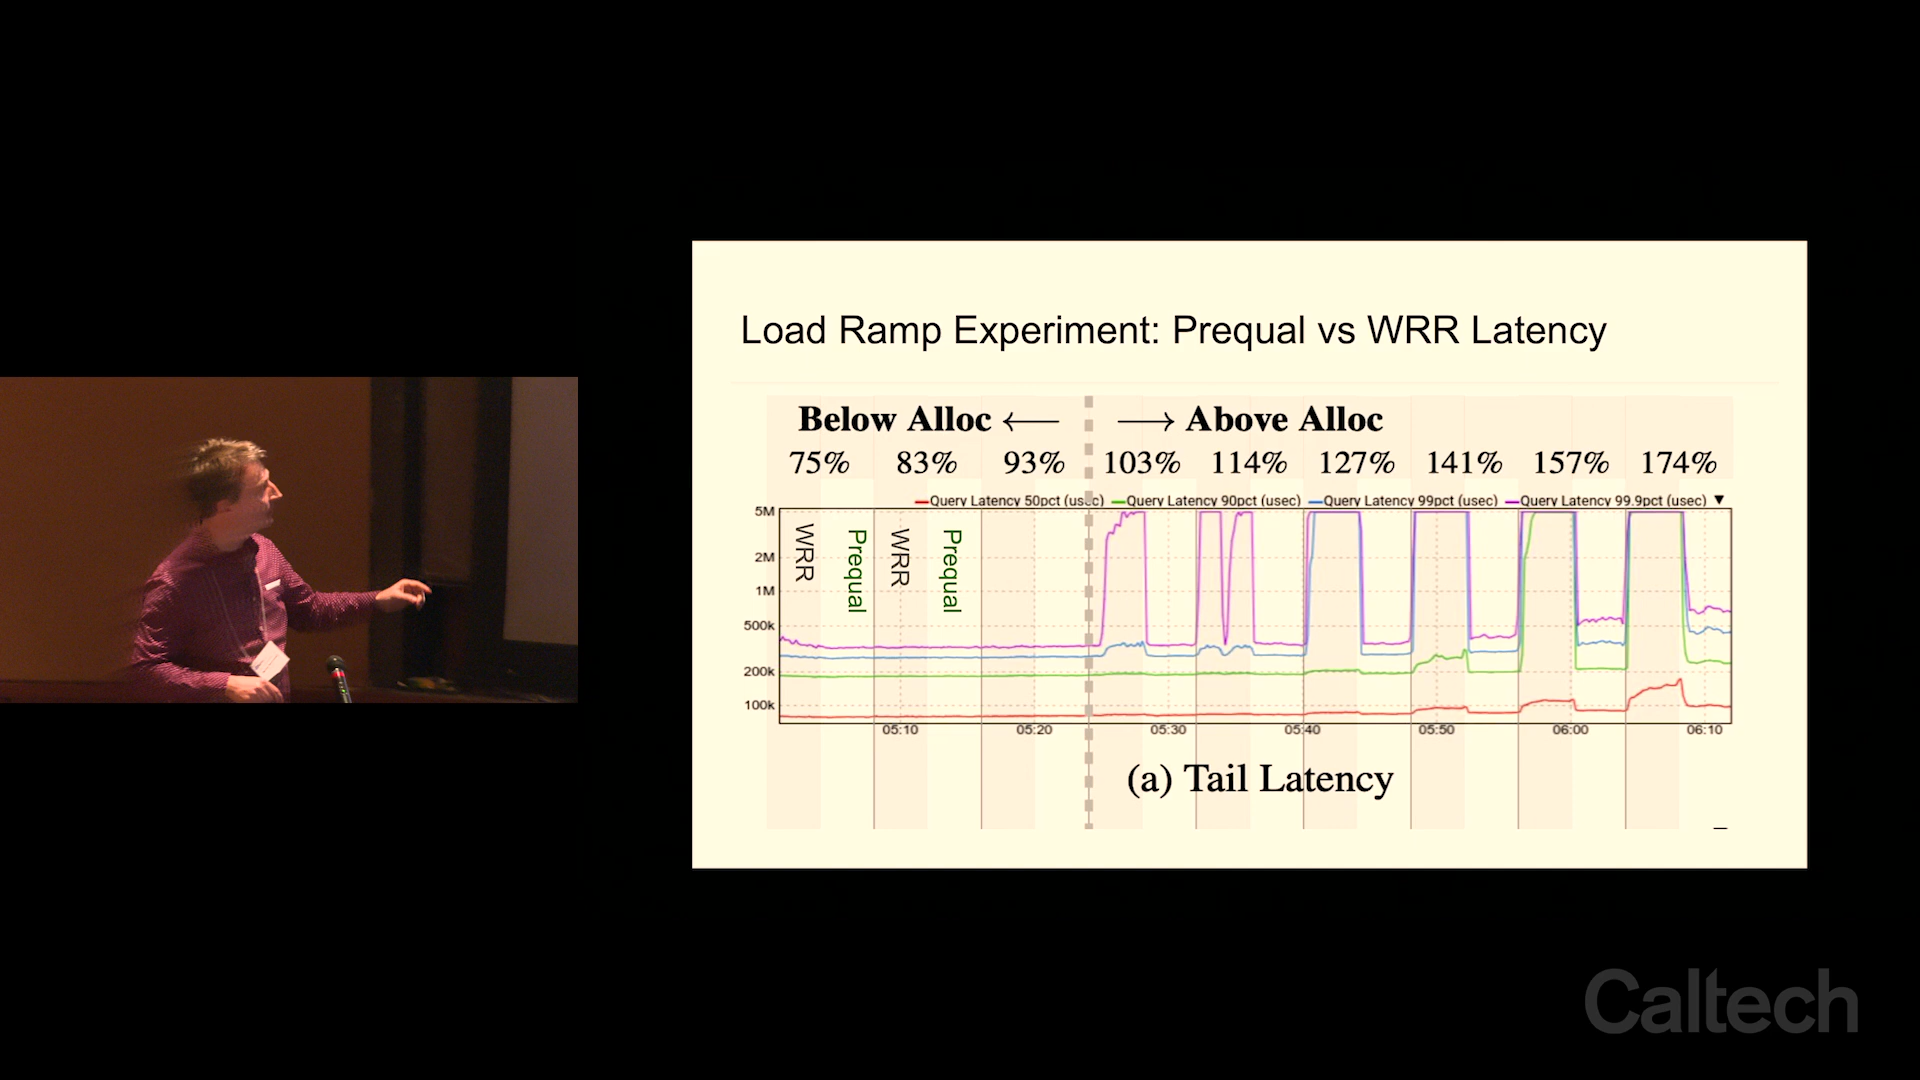 Load Ramp Experiment: Prequal vs WRR Latency
Below Alloc ← → Above Alloc
75% 83% 93% 103% 114% 127% 141% 157% 174%
Query Latency 50pct (usec) Query Latency 90pct (usec) Query Latency 99pct (usec) Query Latency 99.9pct (usec) ▼
5M
2M
1M
500k
200k
100k
WRR
Prequal
WRR
Prequal
05:10 05:20 05:30 05:40 05:50 06:00 06:10
(a) Tail Latency
Caltech